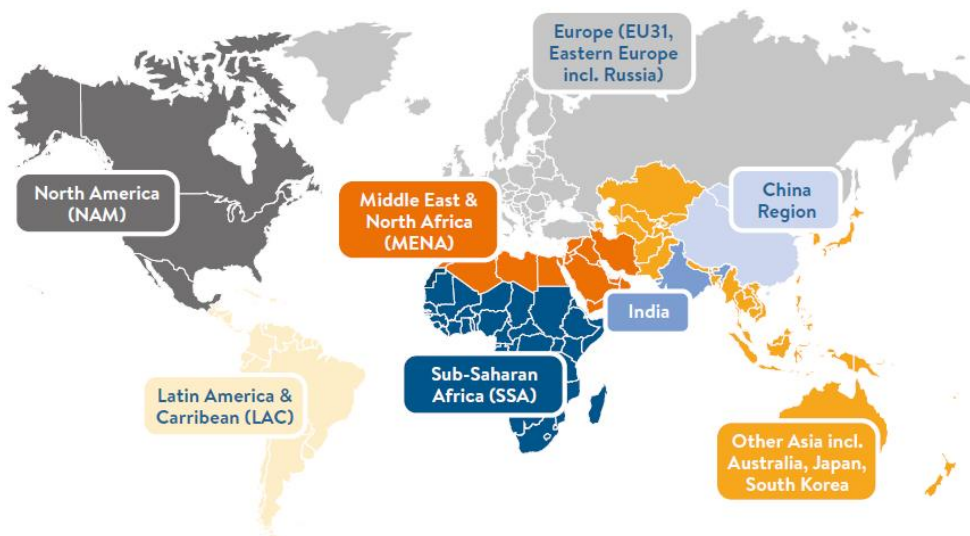 Europe (EU31,
Eastern Europe
incl. Russia)
North America
(NAM)
Middle East &
North Africa
(MENA)
China
Region
India
Latin America &
Carribean (LAC)
Sub-Saharan
Africa (SSA)
Other Asia incl.
Australia, Japan,
South Korea